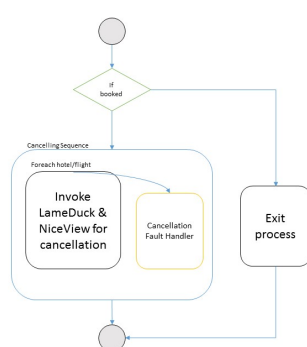 If
booked
Cancelling Sequence
Foreach hotel/flight
Invoke
LameDuck &
NiceView for
cancellation
Cancellation
Fault Handler
Exit
process